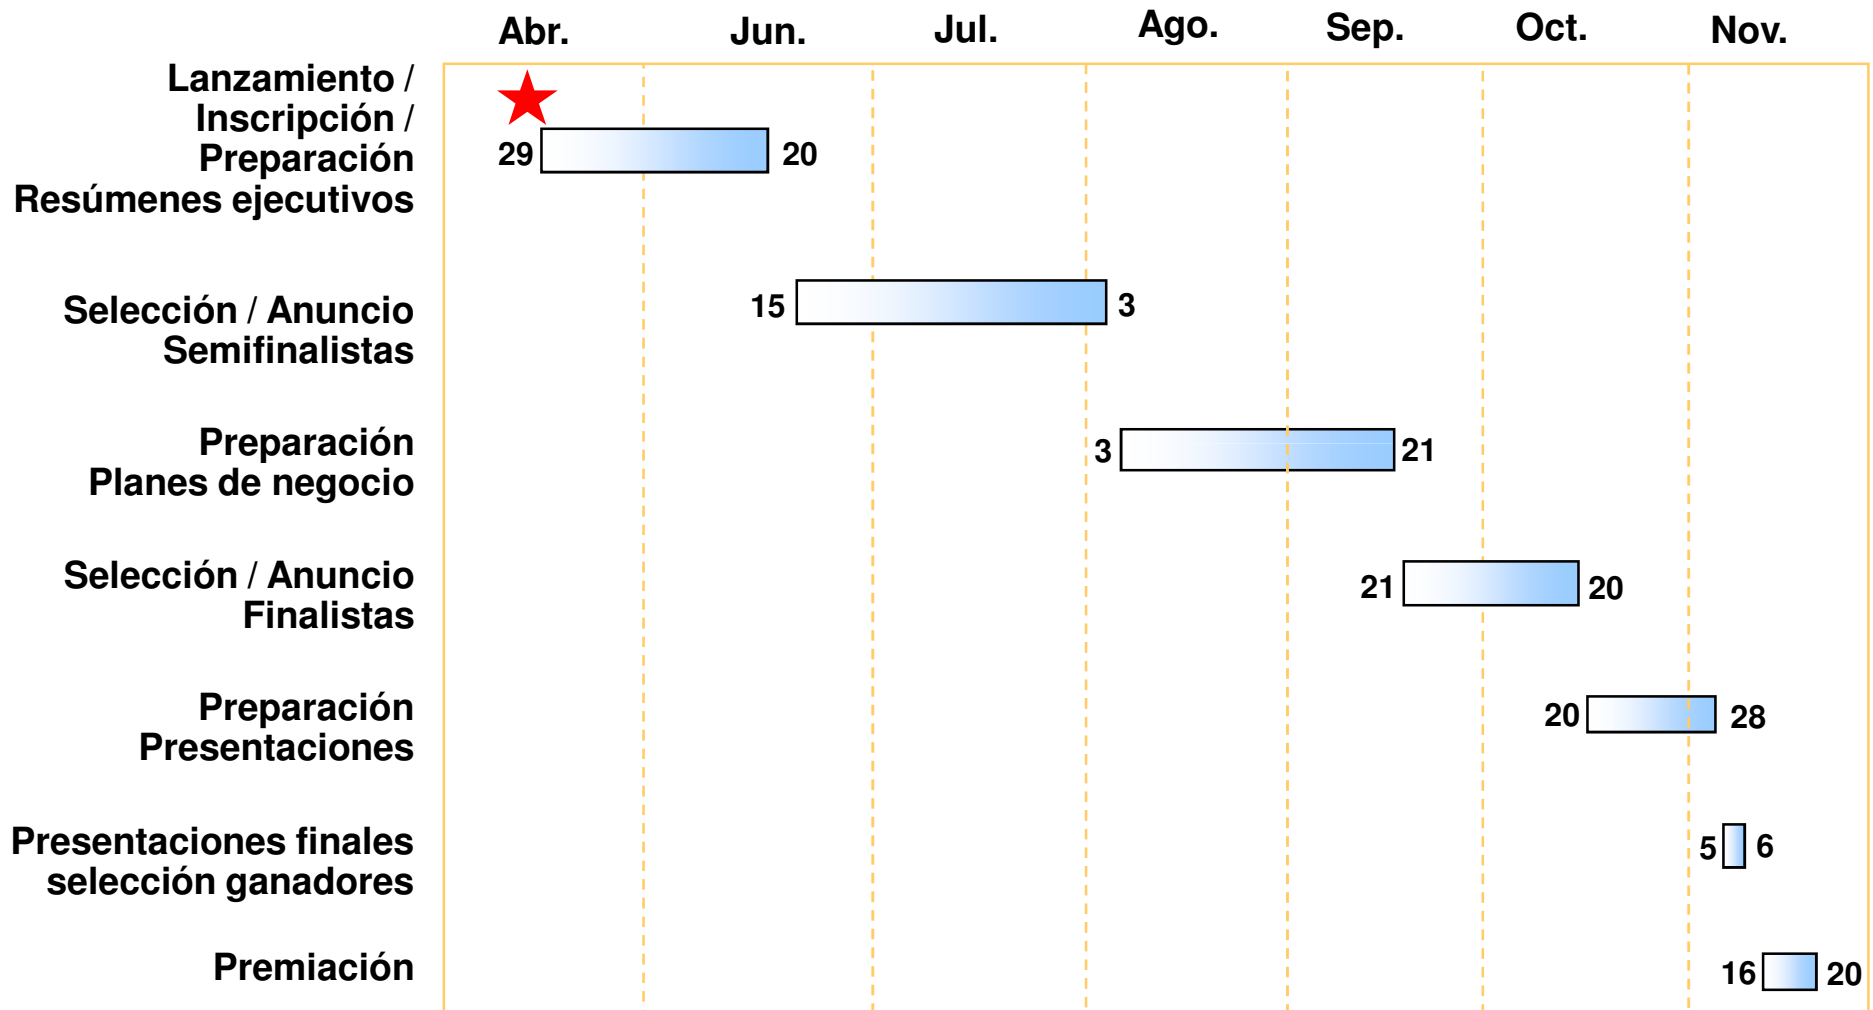 Abr. Jun. Jul. Ago. Sep. Oct. Nov.
Lanzamiento /
Inscripción /
Preparación
Resúmenes ejecutivos
29 20
Selección / Anuncio
Semifinalistas
15 3
Preparación
Planes de negocio
3 21
Selección / Anuncio
Finalistas
21 20
Preparación
Presentaciones
20 28
Presentaciones finales
selección ganadores
5 6
Premiación
16 20